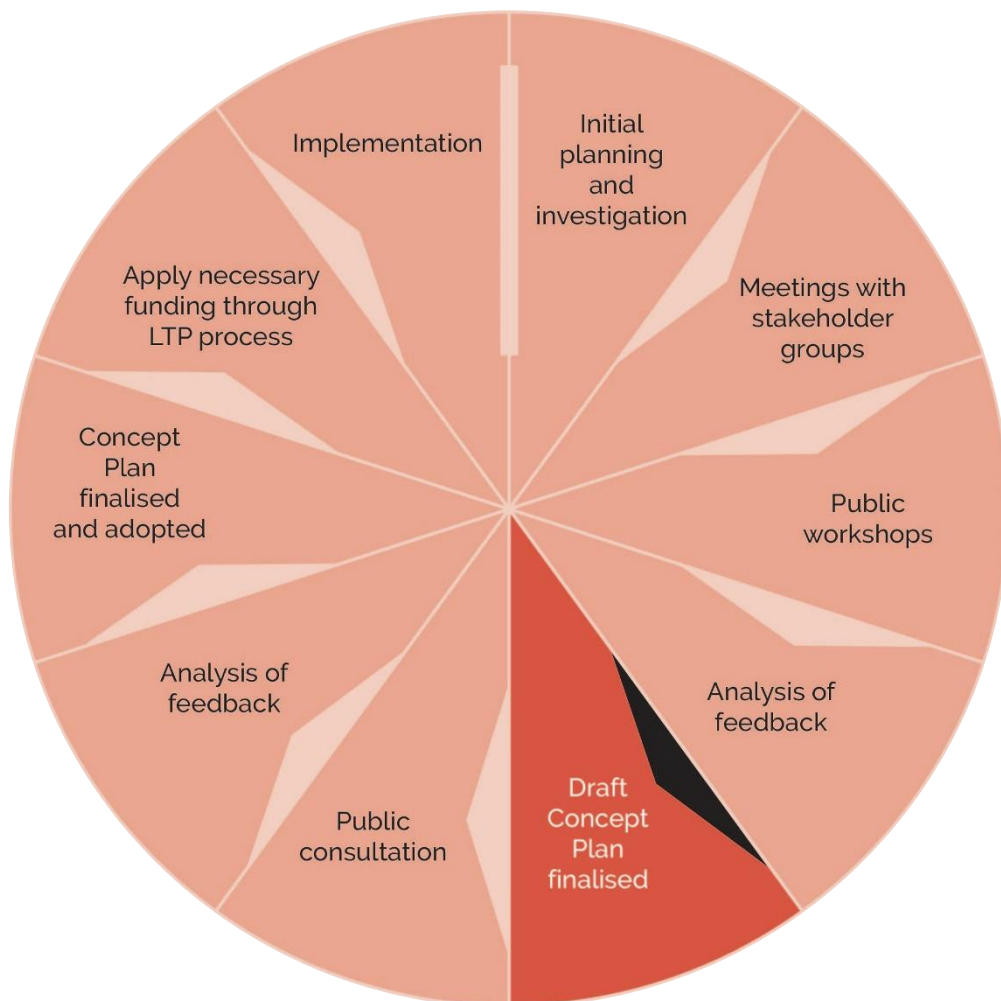 Initial
planning
and
investigation
Meetings with
stakeholder
groups
Public
workshops
Analysis of
feedback
Draft
Concept
Plan
finalised
Public
consultation
Analysis of
feedback
Concept
Plan
finalised
and adopted
Apply necessary
funding through
LTP process
Implementation